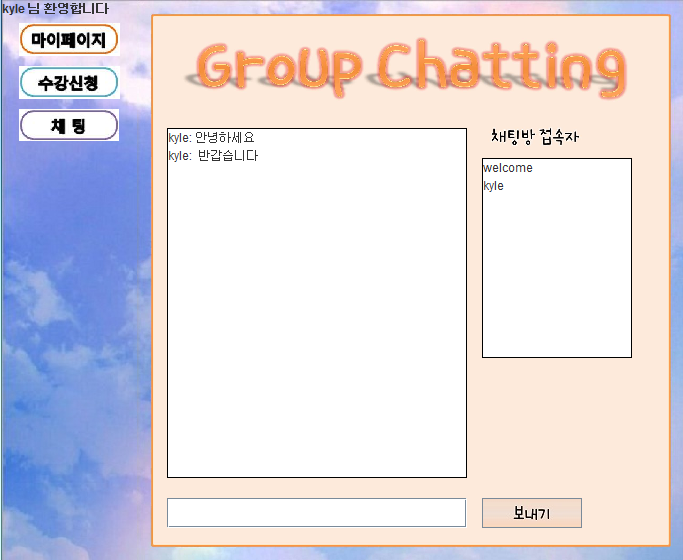 kyle 님 환영합니다
마이페이지
수강신청
채 팅
Group Chatting
kyle: 안녕하세요
kyle:  반갑습니다
채팅방 접속자
welcome
kyle
보내기